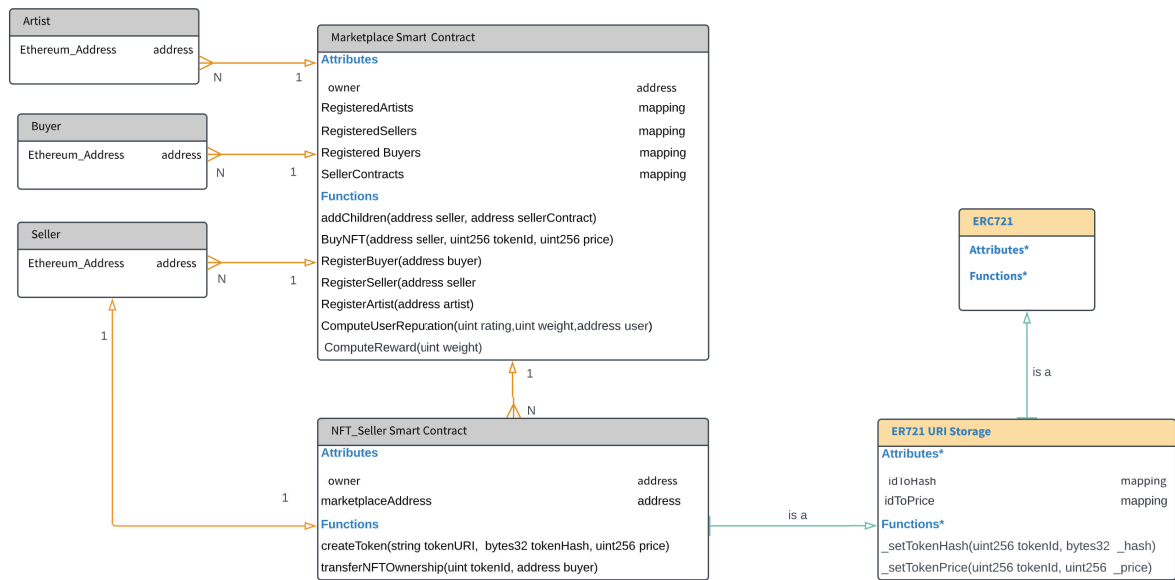 Artist
Ethereum_Address address
N 1
Buyer
Ethereum_Address address
N 1
Seller
Ethereum_Address address
N 1
1
1
Marketplace Smart Contract
Attributes
owner address
RegisteredArtists mapping
RegisteredSellers mapping
Registered Buyers mapping
SellerContracts mapping
Functions
addChildren(address seller, address sellerContract)
BuyNFT(address seller, uint256 tokenId, uint256 price)
RegisterBuyer(address buyer)
RegisterSeller(address seller
RegisterArtist(address artist)
ComputeUserReputation(uint rating,uint weight,address user)
ComputeReward(uint weight)
1
N
NFT_Seller Smart Contract
Attributes
owner address
marketplaceAddress address
Functions
createToken(string tokenURI, bytes32 tokenHash, uint256 price)
transferNFTOwnership(uint tokenId, address buyer)
is a
ERC721
Attributes*
Functions*
is a
ER721 URI Storage
Attributes*
idToHash mapping
idToPrice mapping
Functions*
_setTokenHash(uint256 tokenId, bytes32 _hash)
_setTokenPrice(uint256 tokenId, uint256 _price)